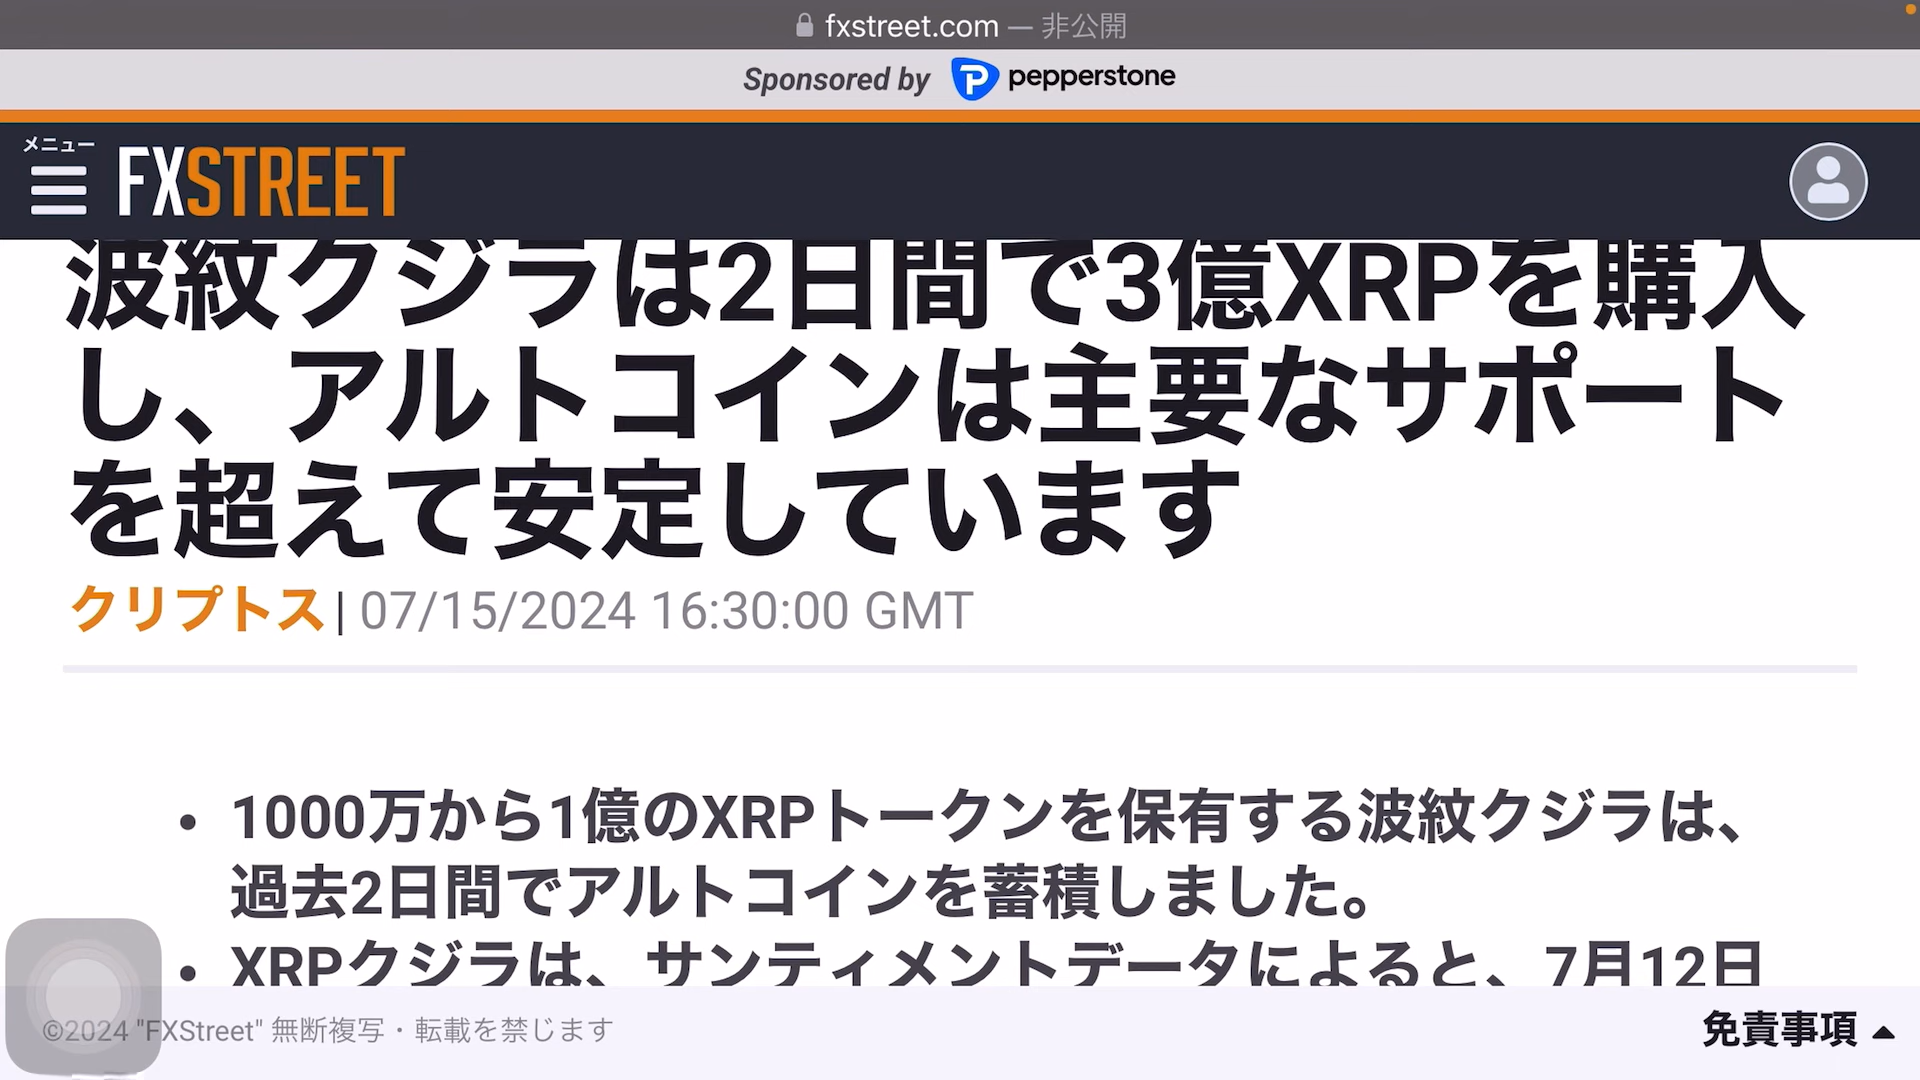 fxstreet.com — 非公開
Sponsored by pepperstone
メニュー
FXSTREET
波紋クジラは2日間で3億XRPを購入
し、アルトコインは主要なサポート
を超えて安定しています
クリプトス | 07/15/2024 16:30:00 GMT
• 1000万から1億のXRPトークンを保有する波紋クジラは、
過去2日間でアルトコインを蓄積しました。
• XRPクジラは、サンティメントデータによると、7月12日
©2024 "FXStreet" 無断複写・転載を禁じます
免責事項